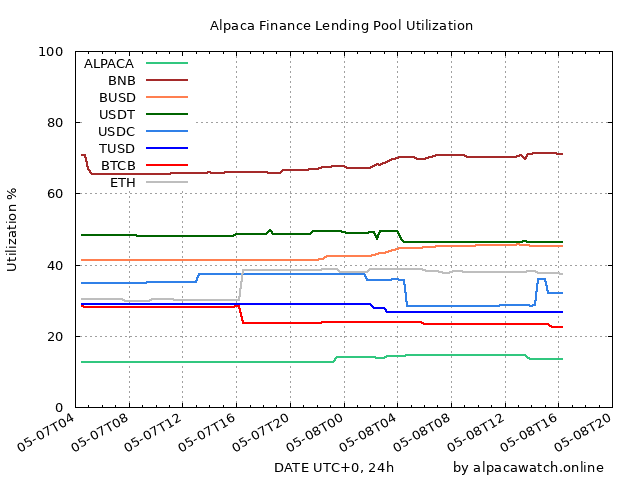 Alpaca Finance Lending Pool Utilization
100
80
60
40
20
0
Utilization %
ALPACA
BNB
BUSD
USDT
USDC
TUSD
BTCB
ETH
05-07T04
05-07T08
05-07T12
05-07T16
05-07T20
05-08T00
05-08T04
05-08T08
05-08T12
05-08T16
05-08T20
DATE UTC+0, 24h
by alpacawatch.online